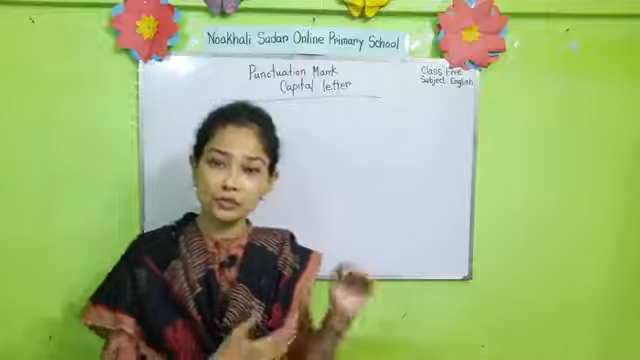 Noakhali Sadar Online Primary School
Punctuation Mark
Capital letter
Class Five
Subject: English